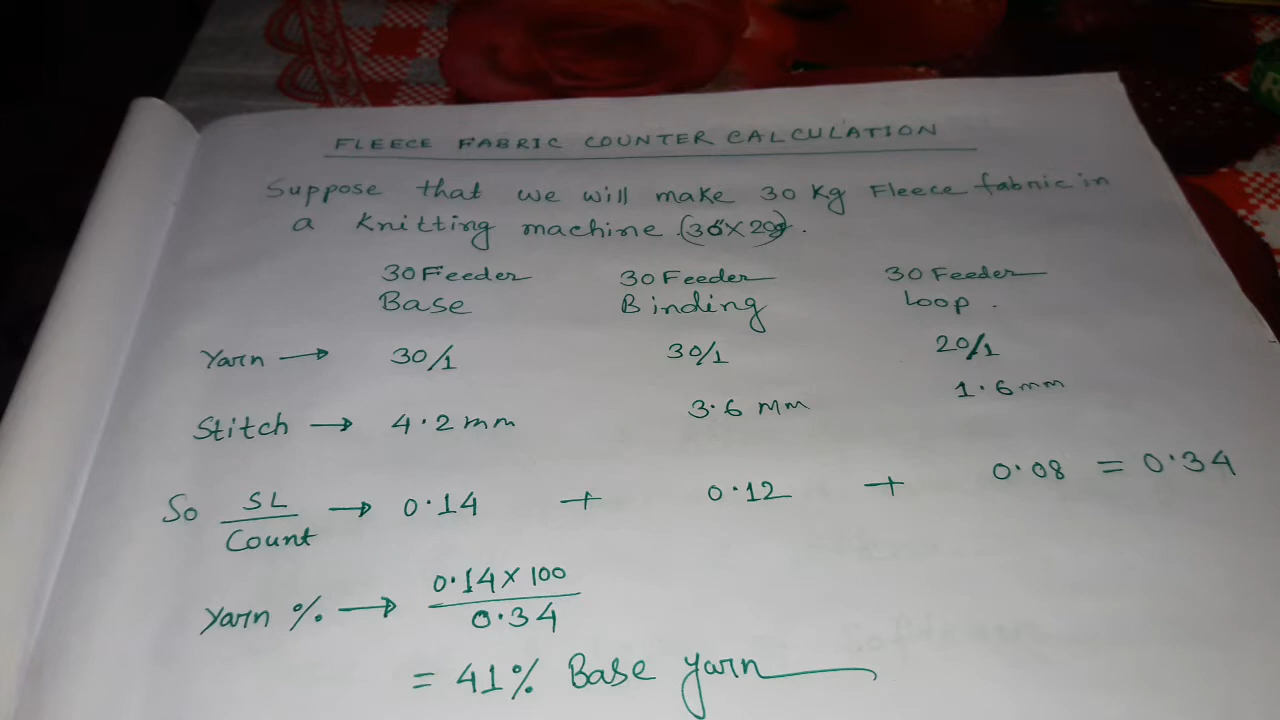 FLEECE FABRIC COUNTER CALCULATION
Suppose that we will make 30 Kg Fleece fabric in
a Knitting machine (30×20g).
30 Feeder 30 Feeder 30 Feeder
Base Binding Loop.
Yarn → 30/1 30/1 20/1
Stitch → 4.2 mm 3.6 mm 1.6 mm
So SL/Count → 0.14 + 0.12 + 0.08 = 0.34
Yarn % → 0.14 × 100 / 0.34
= 41% Base yarn